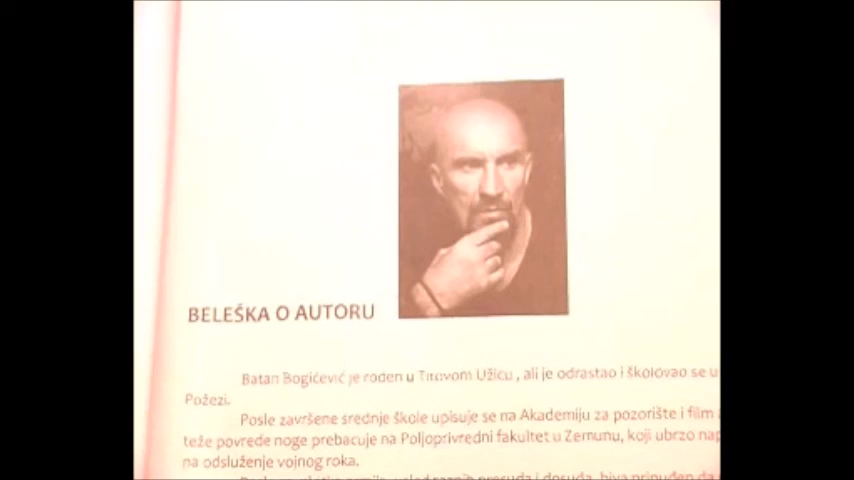 BELEŠKA O AUTORU
Batan Bogićević je rođen u Titovom Užicu , ali je odrastao i školovao se u
Požezi.
Posle završene srednje škole upisuje se na Akademiju za pozorište i film
teže povrede noge prebacuje na Poljoprivredni fakultet u Zemunu, koji ubrzo
na odsluženje vojnog roka.